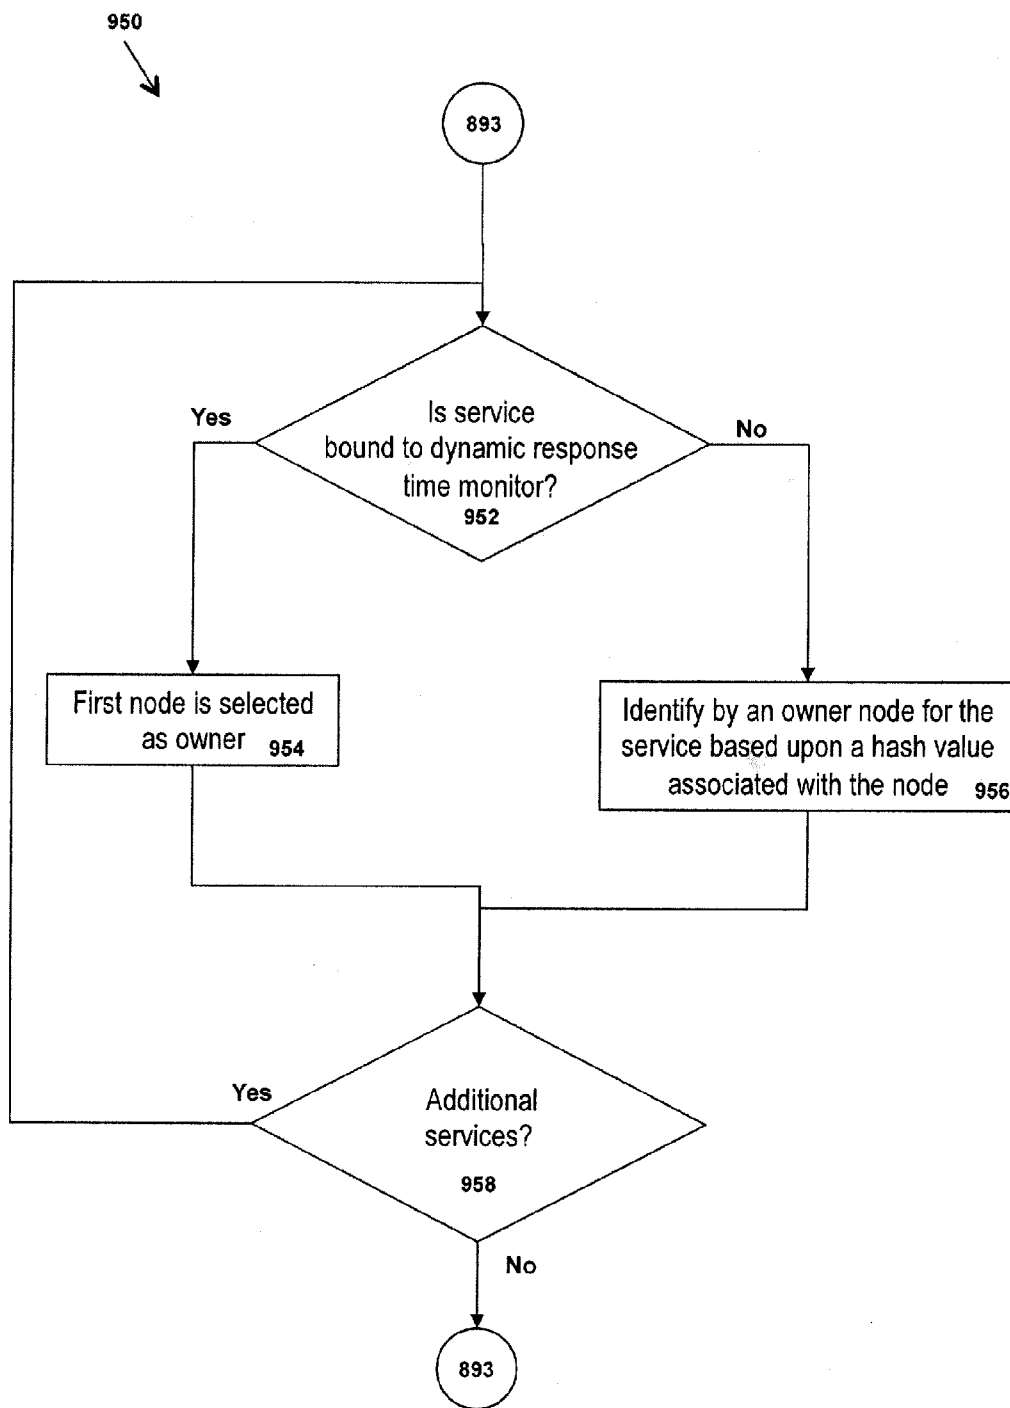 950
893
Is service
bound to dynamic response
time monitor?
952
Yes
No
First node is selected
as owner 954
Identify by an owner node for the
service based upon a hash value
associated with the node 956
Additional
services?
958
Yes
No
893